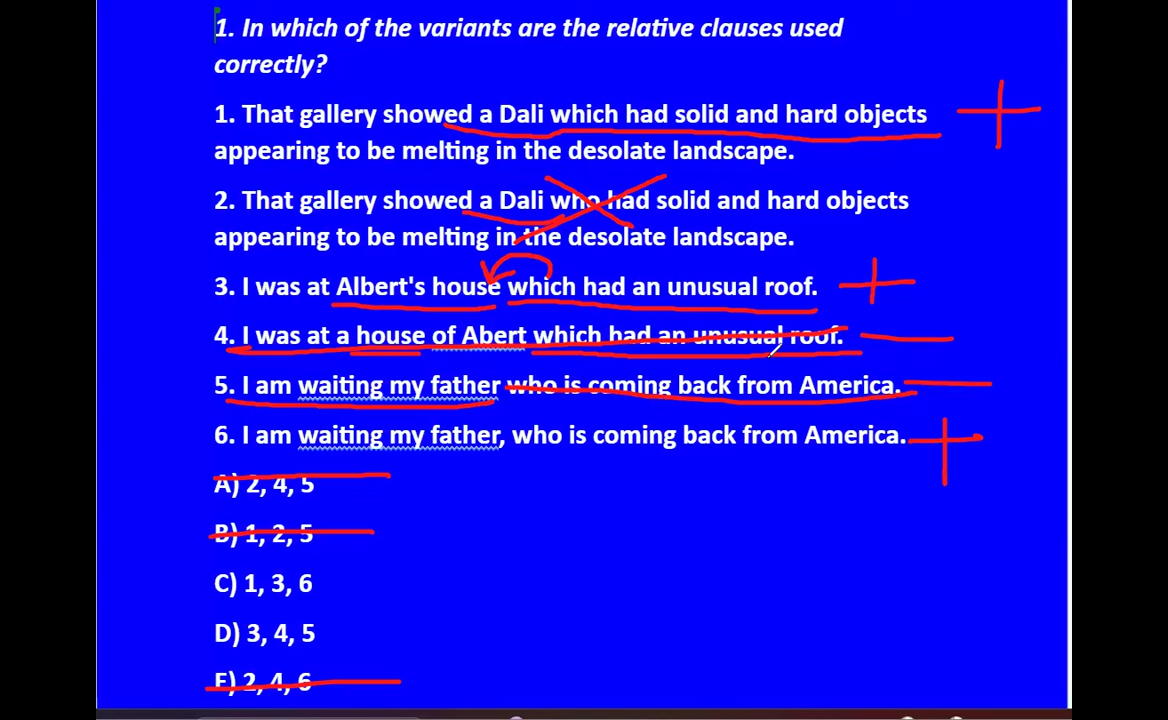 1. In which of the variants are the relative clauses used
correctly?
1. That gallery showed a Dali which had solid and hard objects
appearing to be melting in the desolate landscape.
2. That gallery showed a Dali who had solid and hard objects
appearing to be melting in the desolate landscape.
3. I was at Albert's house which had an unusual roof.
4. I was at a house of Abert which had an unusual roof.
5. I am waiting my father who is coming back from America.
6. I am waiting my father, who is coming back from America.
A) 2, 4, 5
B) 1, 2, 5
C) 1, 3, 6
D) 3, 4, 5
E) 2, 4, 6